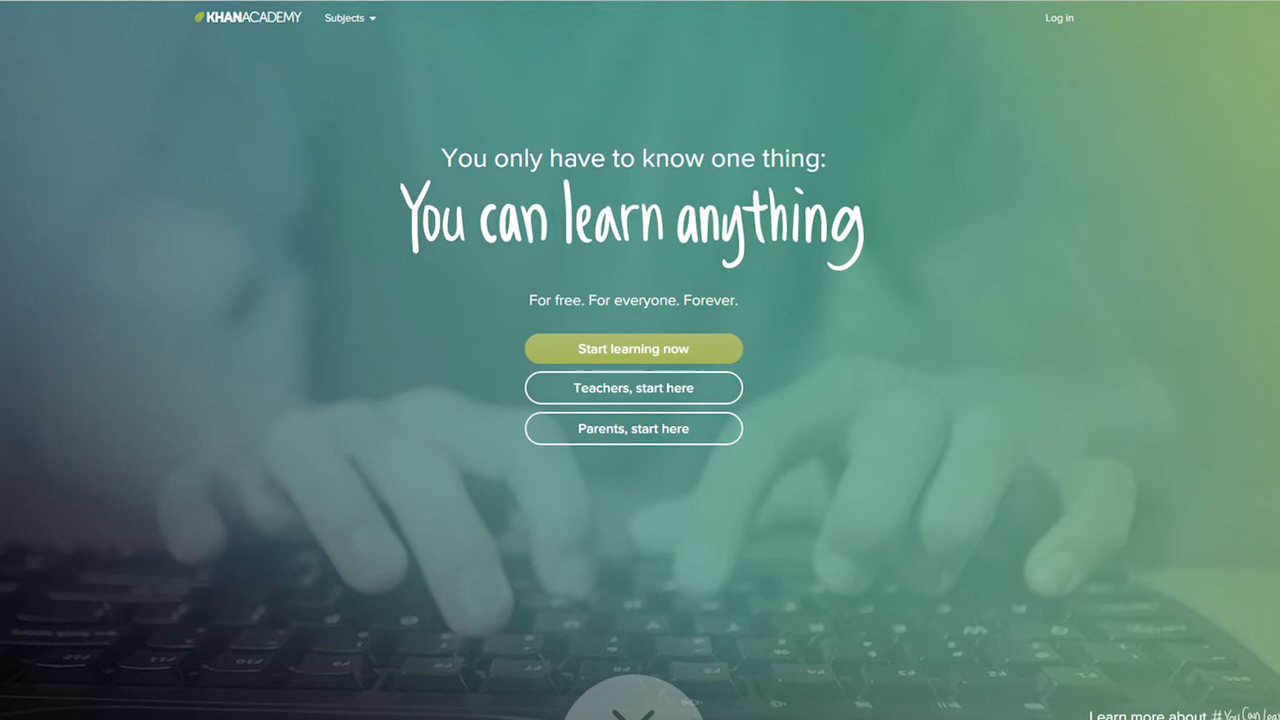 KHANACADEMY Subjects Log in
You only have to know one thing:
You can learn anything
For free. For everyone. Forever.
Start learning now
Teachers, start here
Parents, start here
Learn more about #YouCanLea